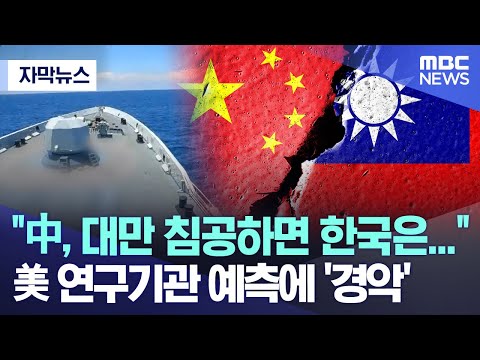 자막뉴스
MBC
NEWS
"中, 대만 침공하면 한국은..."
美 연구기관 예측에 '경악'